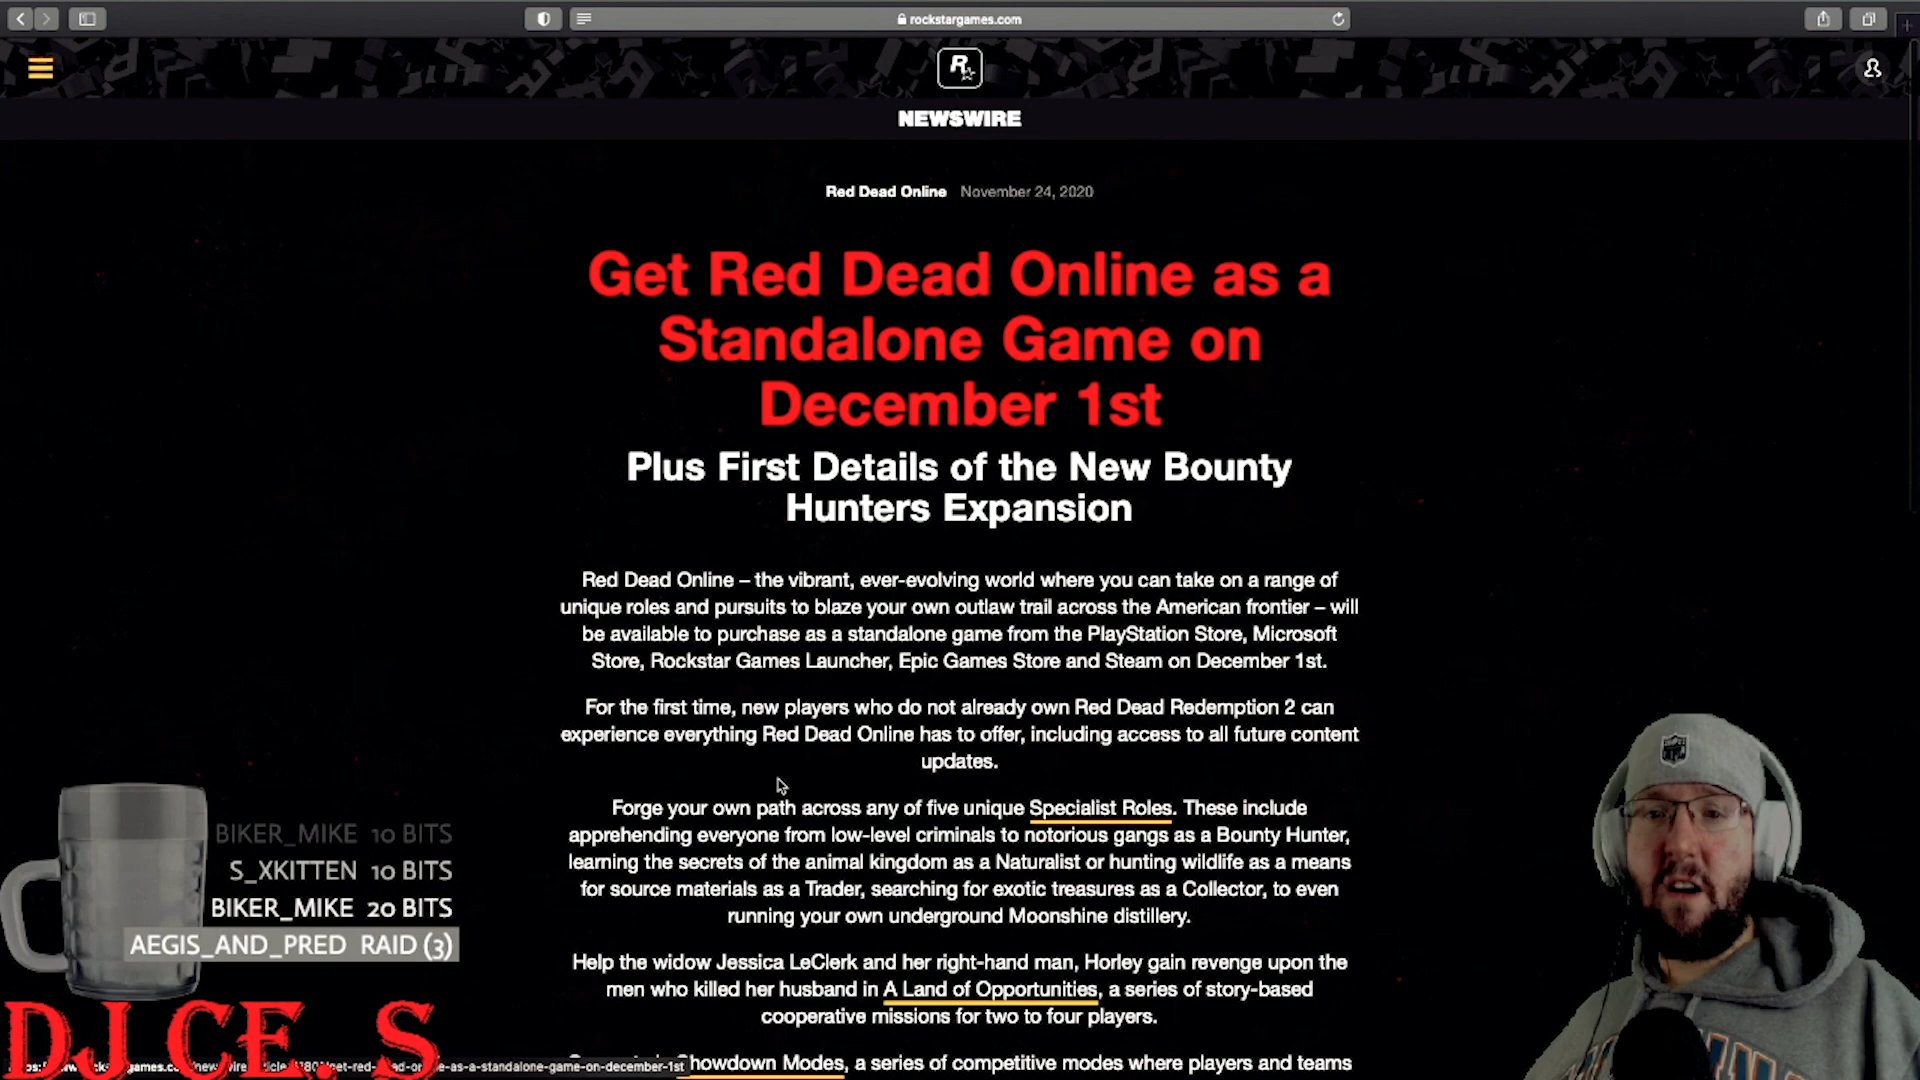 rockstargames.com
R
NEWSWIRE
Red Dead Online November 24, 2020
Get Red Dead Online as a
Standalone Game on
December 1st
Plus First Details of the New Bounty
Hunters Expansion
Red Dead Online – the vibrant, ever-evolving world where you can take on a range of
unique roles and pursuits to blaze your own outlaw trail across the American frontier – will
be available to purchase as a standalone game from the PlayStation Store, Microsoft
Store, Rockstar Games Launcher, Epic Games Store and Steam on December 1st.
For the first time, new players who do not already own Red Dead Redemption 2 can
experience everything Red Dead Online has to offer, including access to all future content
updates.
Forge your own path across any of five unique Specialist Roles. These include
apprehending everyone from low-level criminals to notorious gangs as a Bounty Hunter,
learning the secrets of the animal kingdom as a Naturalist or hunting wildlife as a means
for source materials as a Trader, searching for exotic treasures as a Collector, to even
running your own underground Moonshine distillery.
Help the widow Jessica LeClerk and her right-hand man, Horley gain revenge upon the
men who killed her husband in A Land of Opportunities, a series of story-based
cooperative missions for two to four players.
howdown Modes, a series of competitive modes where players and teams
BIKER_MIKE 10 BITS
S_XKITTEN 10 BITS
BIKER_MIKE 20 BITS
AEGIS_AND_PRED RAID (3)
DJ CE. S
as-a-standalone-game-on-december-1st
NFL